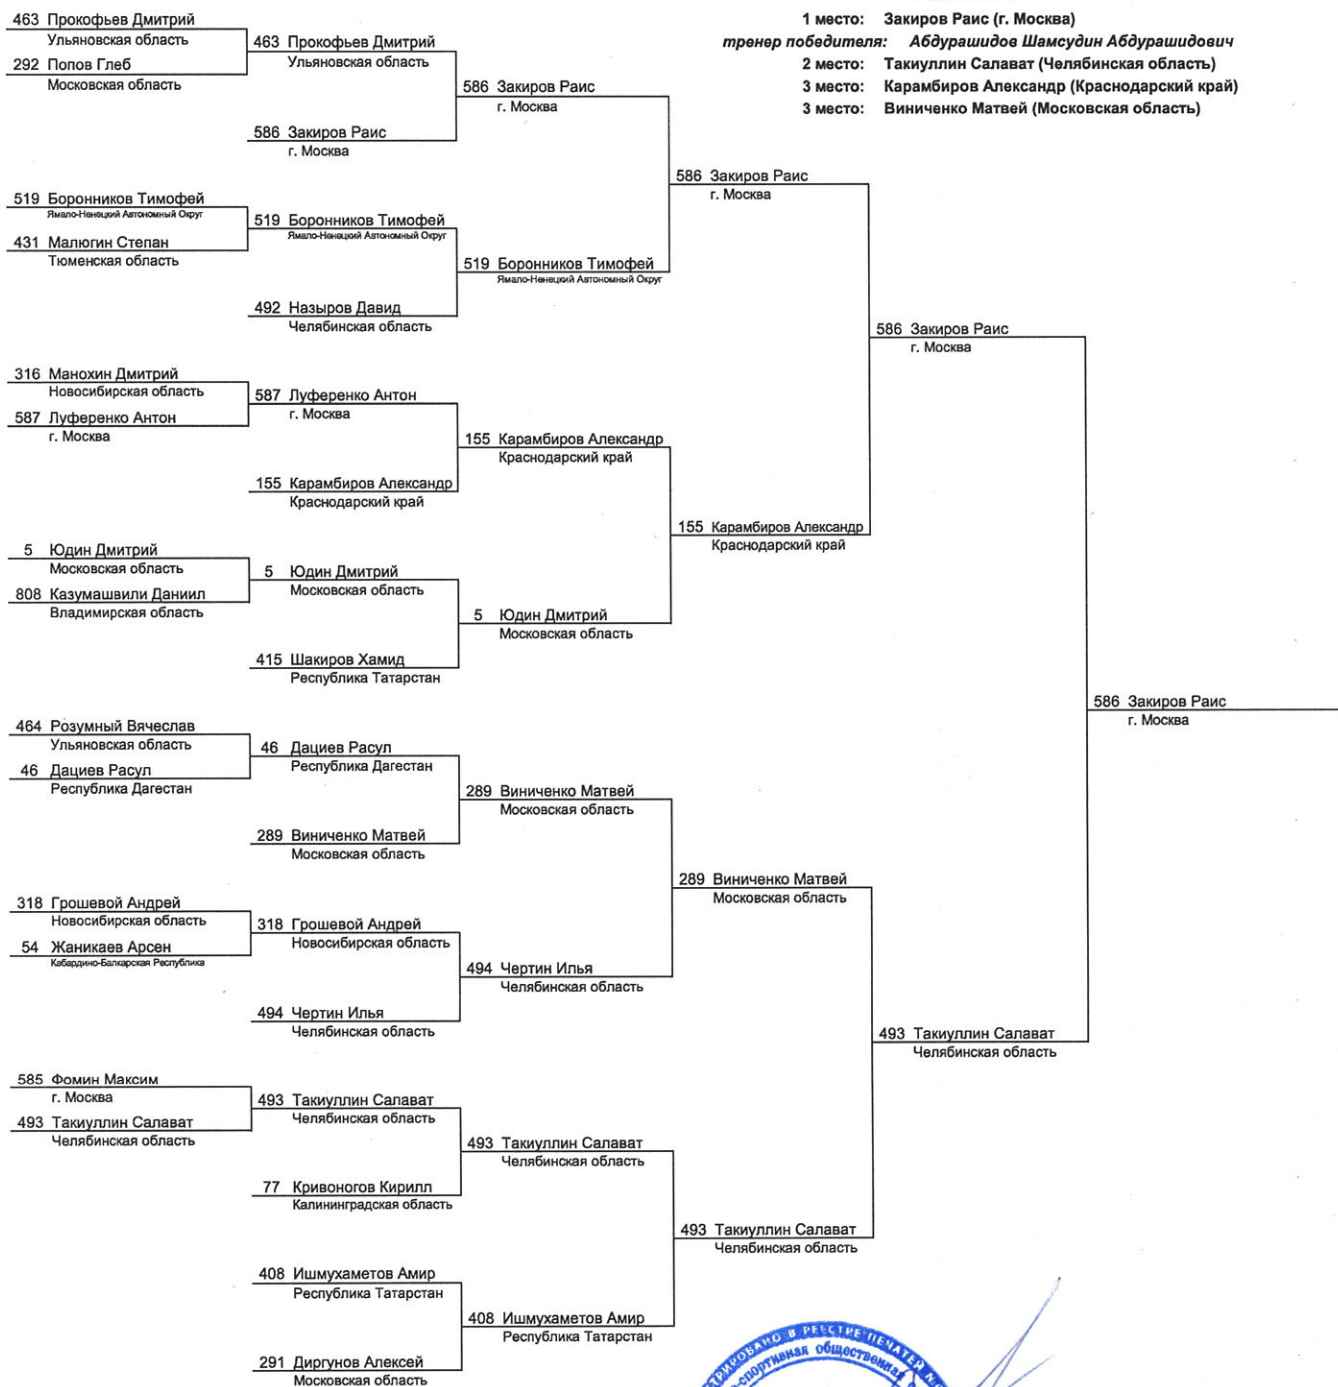 1 место: Закиров Раис (г. Москва)
тренер победителя: Абдурашидов Шамсудин Абдурашидович
2 место: Такиуллин Салават (Челябинская область)
3 место: Карамбиров Александр (Краснодарский край)
3 место: Виниченко Матвей (Московская область)
463 Прокофьев Дмитрий
Ульяновская область
292 Попов Глеб
Московская область
519 Боронников Тимофей
Ямало-Ненецкий Автономный Округ
431 Малюгин Степан
Тюменская область
316 Манохин Дмитрий
Новосибирская область
587 Луференко Антон
г. Москва
5 Юдин Дмитрий
Московская область
808 Казумашвили Даниил
Владимирская область
464 Розумный Вячеслав
Ульяновская область
46 Дациев Расул
Республика Дагестан
318 Грошевой Андрей
Новосибирская область
54 Жаникаев Арсен
Кабардино-Балкарская Республика
585 Фомин Максим
г. Москва
493 Такиуллин Салават
Челябинская область
463 Прокофьев Дмитрий
Ульяновская область
586 Закиров Раис
г. Москва
519 Боронников Тимофей
Ямало-Ненецкий Автономный Округ
492 Назыров Давид
Челябинская область
587 Луференко Антон
г. Москва
155 Карамбиров Александр
Краснодарский край
5 Юдин Дмитрий
Московская область
415 Шакиров Хамид
Республика Татарстан
46 Дациев Расул
Республика Дагестан
289 Виниченко Матвей
Московская область
318 Грошевой Андрей
Новосибирская область
494 Чертин Илья
Челябинская область
493 Такиуллин Салават
Челябинская область
77 Кривоногов Кирилл
Калининградская область
408 Ишмухаметов Амир
Республика Татарстан
291 Диргунов Алексей
Московская область
586 Закиров Раис
г. Москва
519 Боронников Тимофей
Ямало-Ненецкий Автономный Округ
155 Карамбиров Александр
Краснодарский край
5 Юдин Дмитрий
Московская область
289 Виниченко Матвей
Московская область
494 Чертин Илья
Челябинская область
493 Такиуллин Салават
Челябинская область
408 Ишмухаметов Амир
Республика Татарстан
586 Закиров Раис
г. Москва
155 Карамбиров Александр
Краснодарский край
289 Виниченко Матвей
Московская область
493 Такиуллин Салават
Челябинская область
586 Закиров Раис
г. Москва
493 Такиуллин Салават
Челябинская область
586 Закиров Раис
г. Москва
В РЕЕСТРЕ
общественная